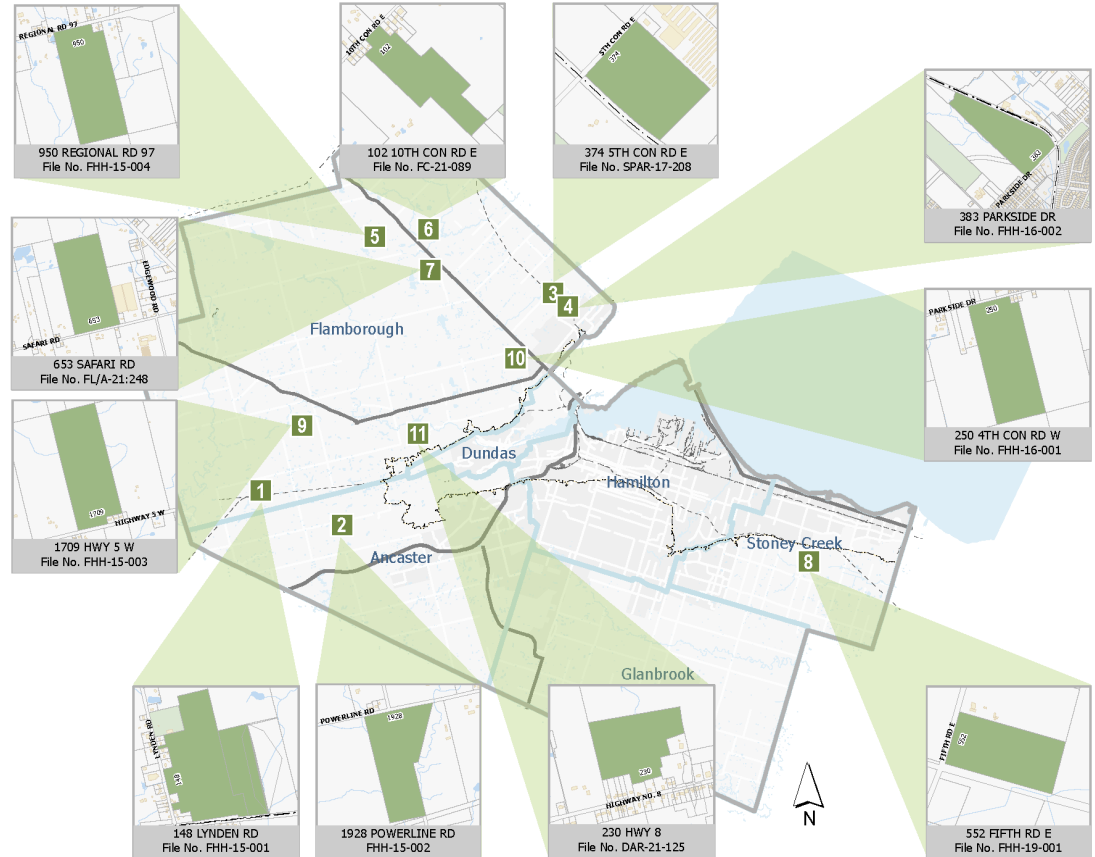 REGIONAL RD 97
950
950 REGIONAL RD 97
File No. FHH-15-004
10TH CON RD E
102
102 10TH CON RD E
File No. FC-21-089
5TH CON RD E
374
374 5TH CON RD E
File No. SPAR-17-208
383
PARKSIDE DR
383 PARKSIDE DR
File No. FHH-16-002
EDGEWOOD RD
653
SAFARI RD
653 SAFARI RD
File No. FL/A-21:248
PARKSIDE DR
250
250 4TH CON RD W
File No. FHH-16-001
1709
HIGHWAY 5 W
1709 HWY 5 W
File No. FHH-15-003
5
6
7
3
4
Flamborough
10
9
11
Dundas
1
Hamilton
2
Ancaster
Stoney Creek
8
Glanbrook
LYNDEN RD
148
148 LYNDEN RD
File No. FHH-15-001
POWERLINE RD
1928
1928 POWERLINE RD
FHH-15-002
230
HIGHWAY NO. 8
230 HWY 8
File No. DAR-21-125
N
FIFTH RD E
552
552 FIFTH RD E
File No. FHH-19-001